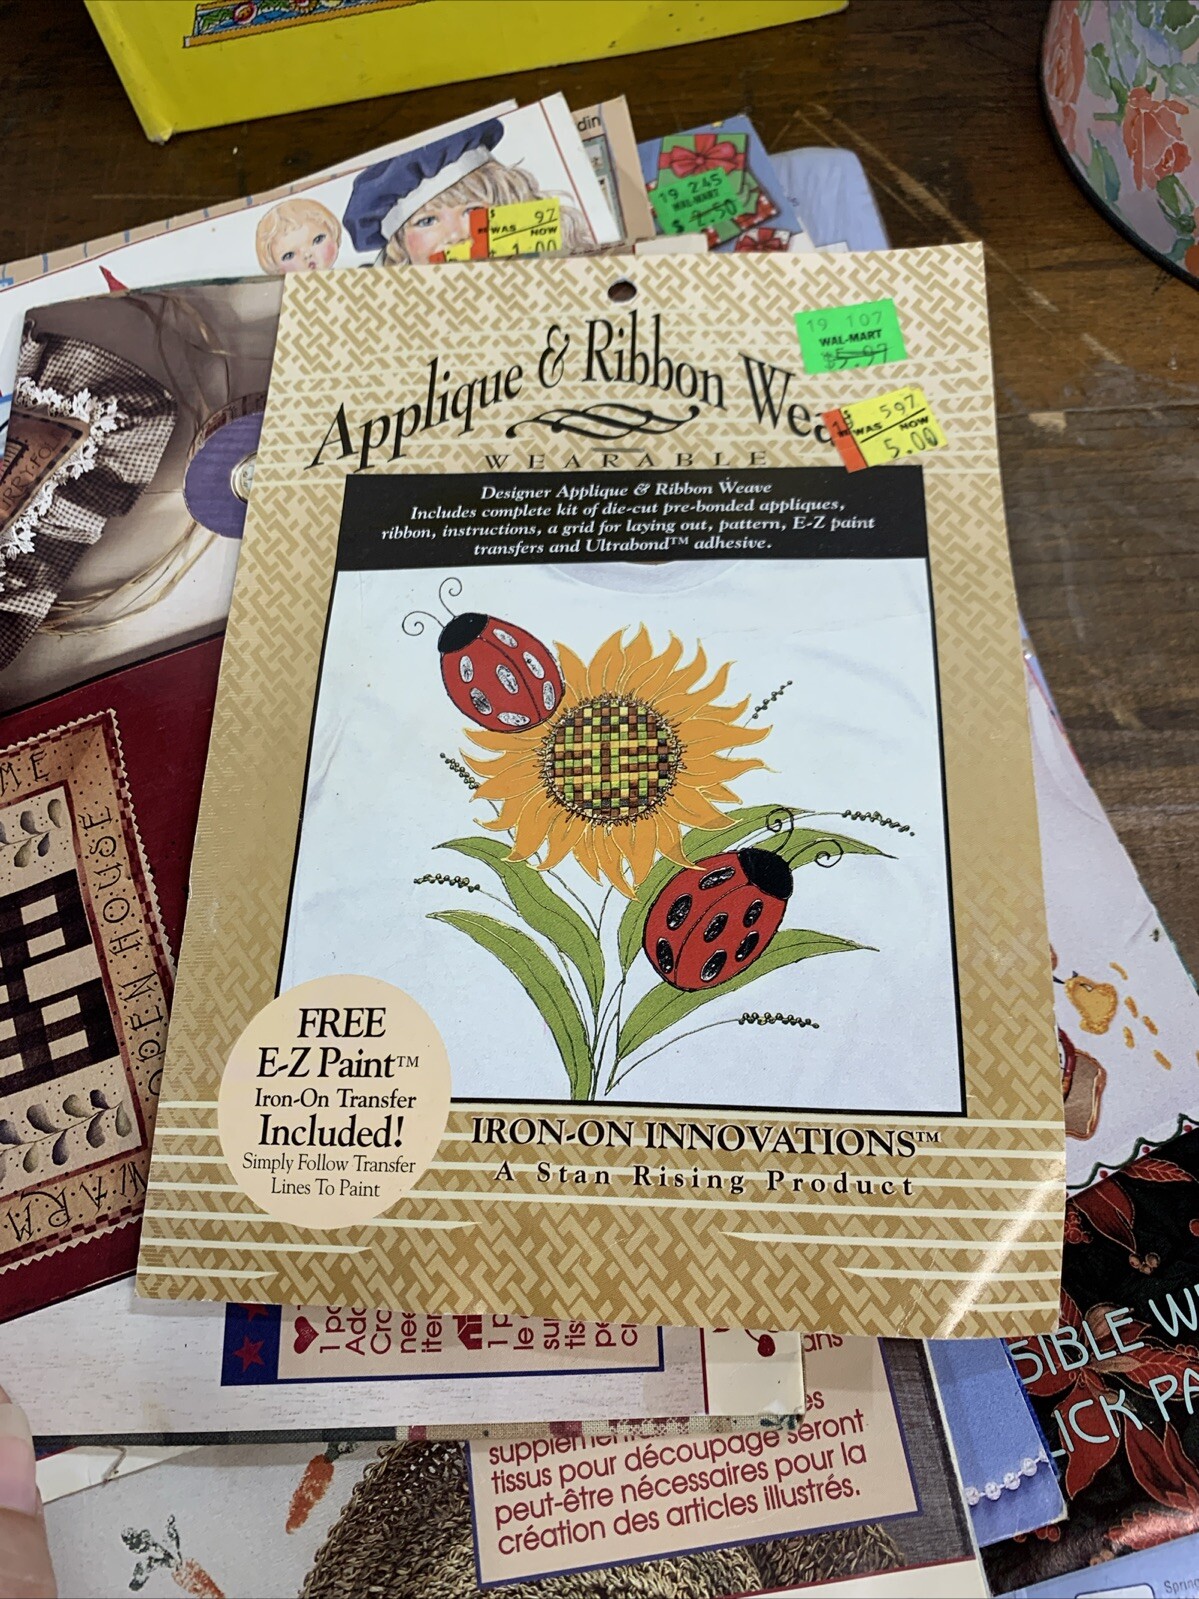 din
97
WAS NOW
1.00
19 245
WAL-MART
$
Applique & Ribbon Wea
WEARABLE
19 107
WAL-MART
$5.97
597
WAS NOW
5.00
Designer Applique & Ribbon Weave
Includes complete kit of die-cut pre-bonded appliques,
ribbon, instructions, a grid for laying out, pattern, E-Z paint
transfers and Ultrabond™ adhesive.
FREE
E-Z Paint™
Iron-On Transfer
Included!
Simply Follow Transfer
Lines To Paint
IRON-ON INNOVATIONS™
A Stan Rising Product
ME
OPEN HOUSE
WARM
tissus pour découpage seront
peut-être nécessaires pour la
création des articles illustrés.
SIBLE W
ICK PA
Spring